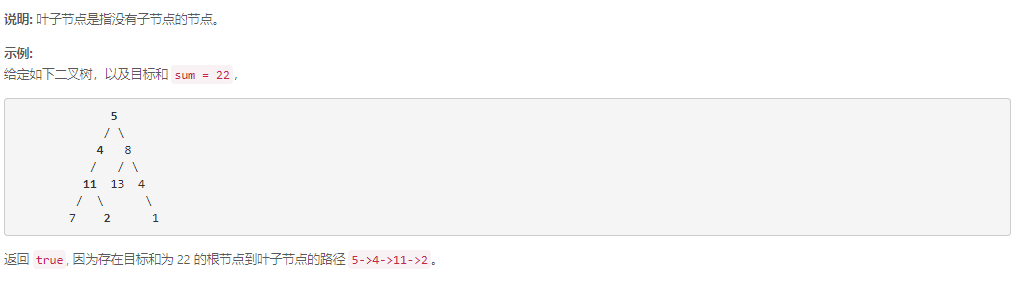 说明: 叶子节点是指没有子节点的节点。
示例:
给定如下二叉树，以及目标和 sum = 22，
5
/ \
4   8
/   / \
11  13  4
/  \      \
7    2      1
返回 true, 因为存在目标和为 22 的根节点到叶子节点的路径 5->4->11->2。